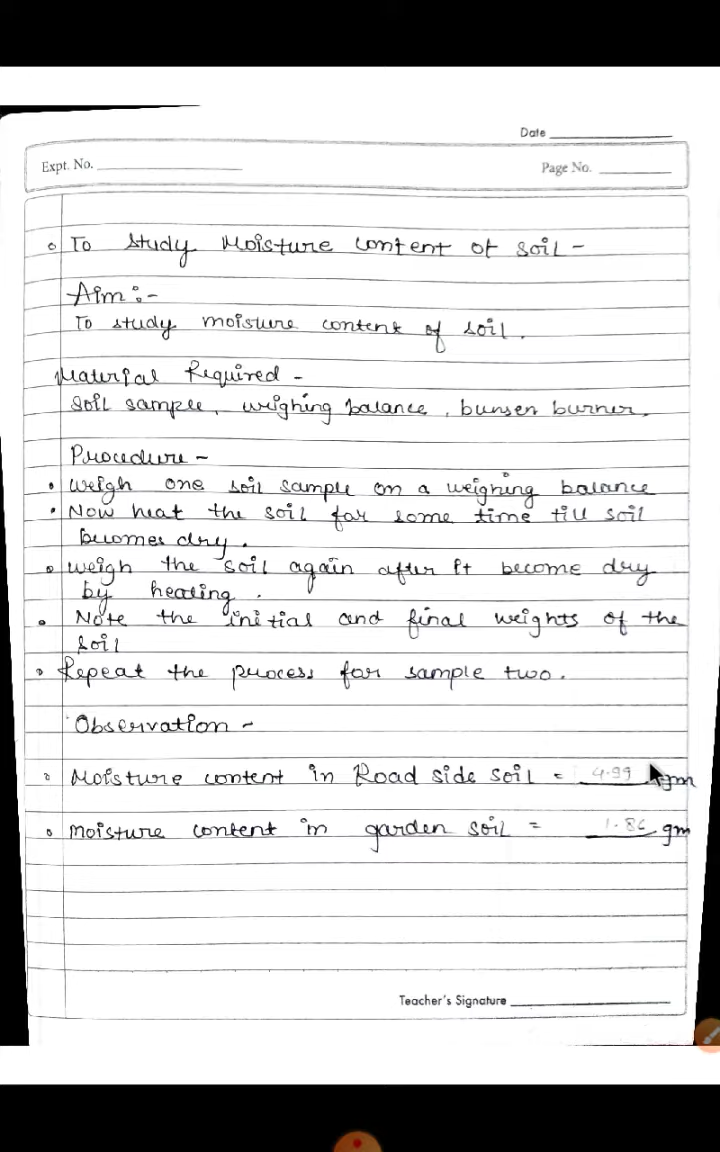 Date
Expt. No.
Page No.
To study Moisture content of soil -
Aim :-
To study moisture content of soil.
Material Required -
Soil sample, weighing balance, bunsen burner.
Procedure -
• Weigh one soil sample on a weighing balance
• Now heat the soil for some time till soil
becomes dry.
• Weigh the soil again after it become dry
by heating.
• Note the initial and final weights of the
soil
• Repeat the process for sample two.
Observation -
• Moisture content in Road side soil = 4.99 gm
• Moisture content in garden soil = 1.86 gm
Teacher's Signature